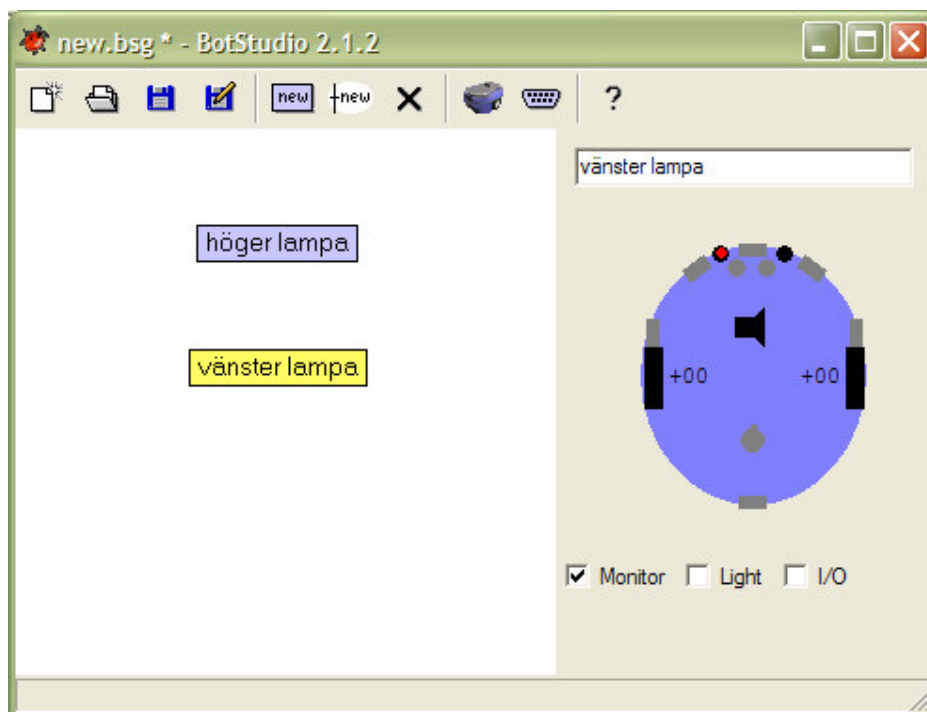 new.bsg * - BotStudio 2.1.2
new
new
?
vänster lampa
höger lampa
vänster lampa
+00
+00
Monitor
Light
I/O